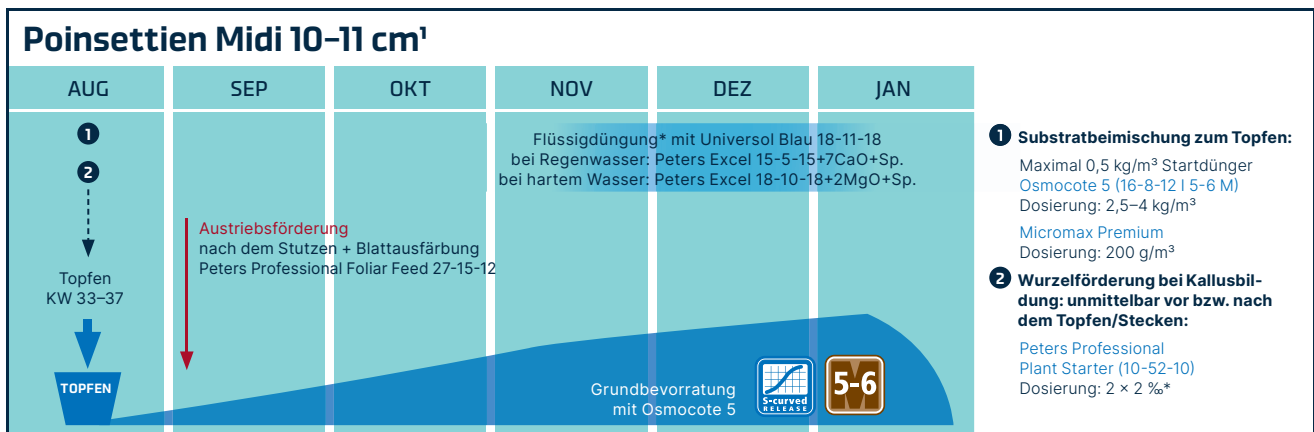 Poinsettien Midi 10–11 cm¹
AUG
SEP
OKT
NOV
DEZ
JAN
1
2
Topfen
KW 33–37
TOPFEN
Austriebsförderung
nach dem Stutzen + Blattausfärbung
Peters Professional Foliar Feed 27-15-12
Flüssigdüngung* mit Universol Blau 18-11-18
bei Regenwasser: Peters Excel 15-5-15+7CaO+Sp.
bei hartem Wasser: Peters Excel 18-10-18+2MgO+Sp.
Grundbevorratung
mit Osmocote 5
S-curved
RELEASE
5-6
M
1 Substratbeimischung zum Topfen:
Maximal 0,5 kg/m³ Startdünger
Osmocote 5 (16-8-12 I 5-6 M)
Dosierung: 2,5–4 kg/m³
Micromax Premium
Dosierung: 200 g/m³
2 Wurzelförderung bei Kallusbil-
dung: unmittelbar vor bzw. nach
dem Topfen/Stecken:
Peters Professional
Plant Starter (10-52-10)
Dosierung: 2 × 2 ‰*